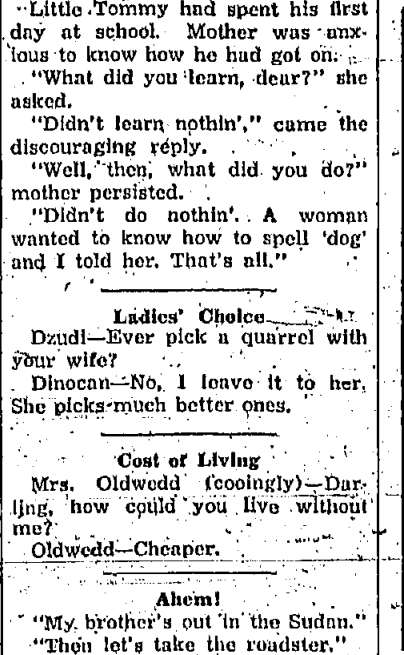 Little Tommy had spent his first
day at school. Mother was anx-
ious to know how he had got on.
"What did you learn, dear?" she
asked.
"Didn't learn nothin'," came the
discouraging reply.
"Well, then, what did you do?"
mother persisted.
"Didn't do nothin'. A woman
wanted to know how to spell 'dog'
and I told her. That's all."
Ladies' Choice
Dzudi—Ever pick a quarrel with
your wife?
Dinocan—No, I leave it to her.
She picks much better ones.
Cost of Living
Mrs. Oldwedd (cooingly)—Dar-
ling, how could you live without
me?
Oldwedd—Cheaper.
Ahem!
"My brother's out in the Sudan."
"Then let's take the roadster."